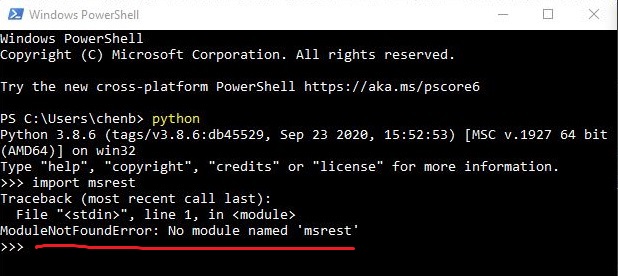 Windows PowerShell
Windows PowerShell
Copyright (C) Microsoft Corporation. All rights reserved.
Try the new cross-platform PowerShell https://aka.ms/pscore6
PS C:\Users\chenb> python
Python 3.8.6 (tags/v3.8.6:db45529, Sep 23 2020, 15:52:53) [MSC v.1927 64 bit
(AMD64)] on win32
Type "help", "copyright", "credits" or "license" for more information.
>>> import msrest
Traceback (most recent call last):
  File "<stdin>", line 1, in <module>
ModuleNotFoundError: No module named 'msrest'
>>>